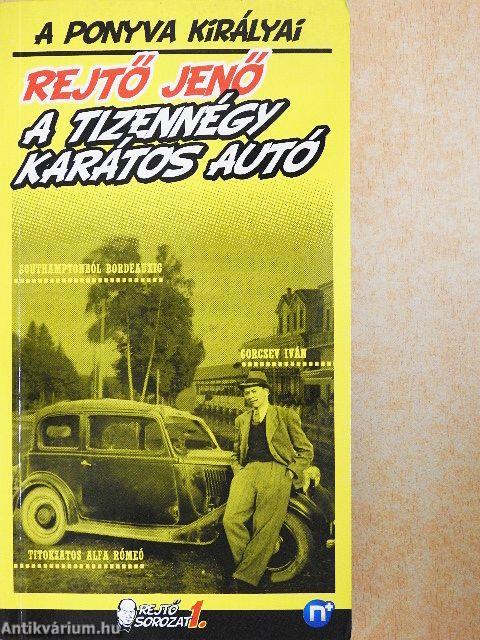 A PONYVA KIRÁLYAI
REJTŐ JENŐ
A TIZENNÉGY
KARÁTOS AUTÓ
SOUTHAMPTONBÓL BORDEAUXIG
GORCSEV IVÁN
TITOKZATOS ALFA RÓMEÓ
REJTŐ
SOROZAT 1.
n+
Antikvárium.hu